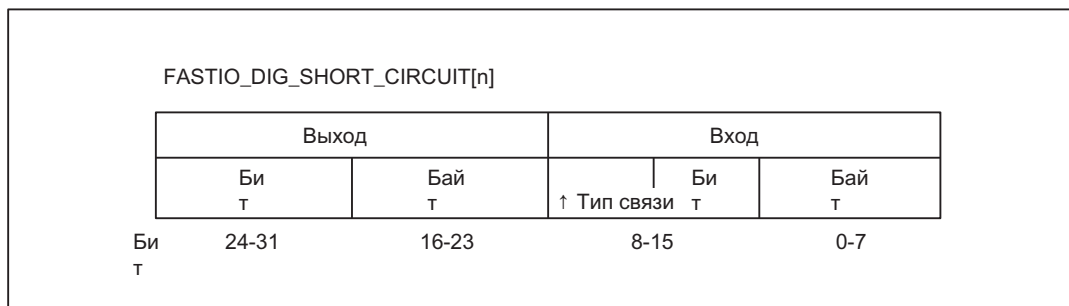 FASTIO_DIG_SHORT_CIRCUIT[n]
Выход Вход
Би Бай Би Бай
т т ↑ Тип связи т т
Би 24-31 16-23 8-15 0-7
т